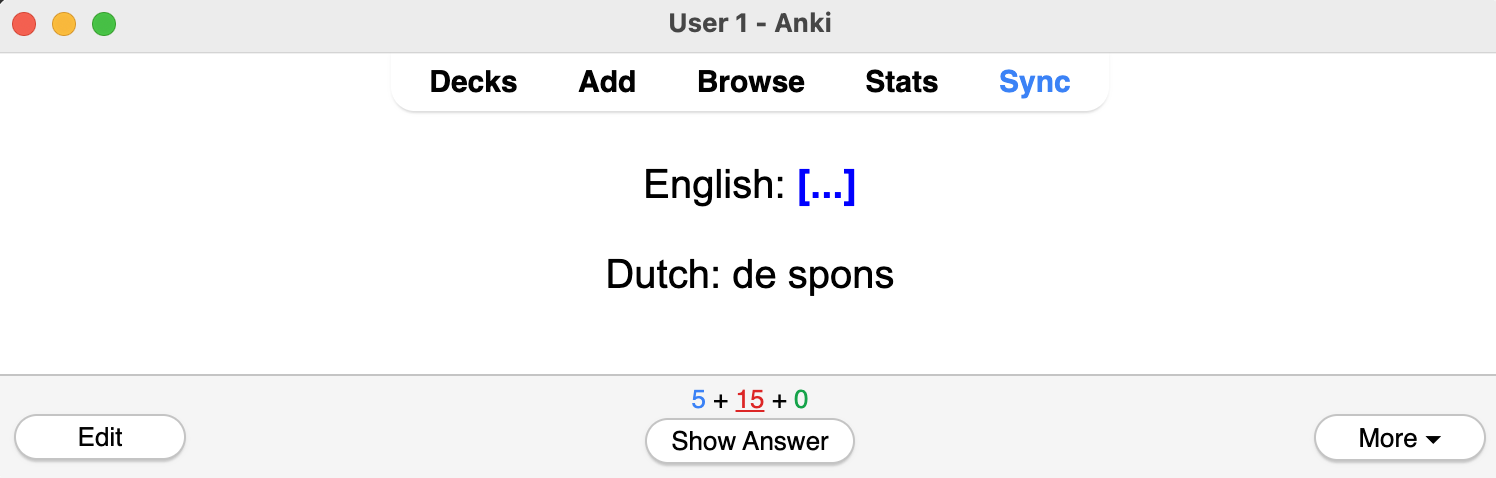 User 1 - Anki
Decks Add Browse Stats Sync
English: [...]
Dutch: de spons
5 + 15 + 0
Edit Show Answer More